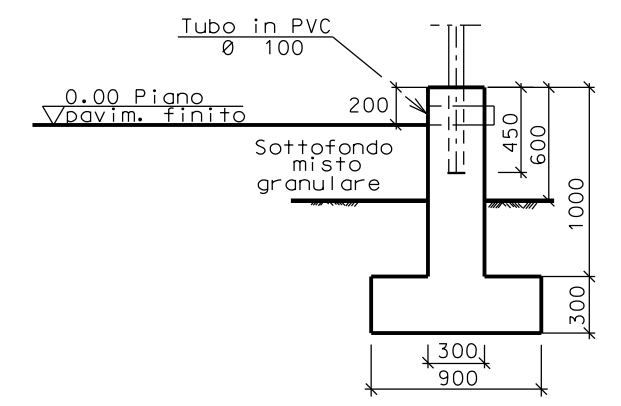 Tubo in PVC
Ø 100
0.00 Piano
pavim. finito
200
450
600
Sottofondo
misto
granulare
1000
300
300
900